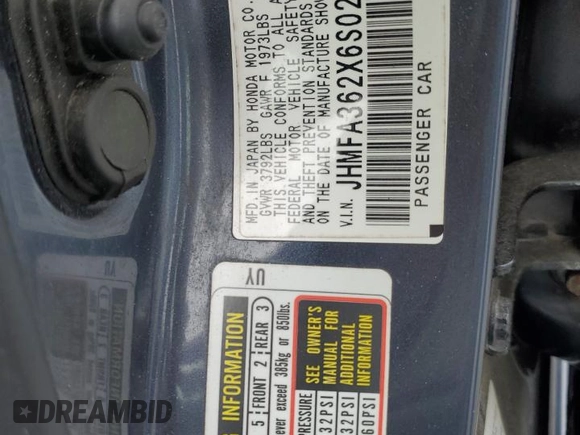 MFD. IN JAPAN BY HONDA MOTOR CO.
GVWR 3792LBS GAWR F 1973LBS
THIS VEHICLE CONFORMS TO ALL A
FEDERAL MOTOR VEHICLE SAFETY
AND THEFT PREVENTION STANDARDS
ON THE DATE OF MANUFACTURE SHOW
V.I.N. JHMFA362X6S02
PASSENGER CAR
UY
INFORMATION
5 FRONT 2 REAR 3
ever exceed 385kg or 850lbs.
PRESSURE
32PSI
32PSI
60PSI
SEE OWNER'S
MANUAL FOR
ADDITIONAL
INFORMATION
DREAMBID